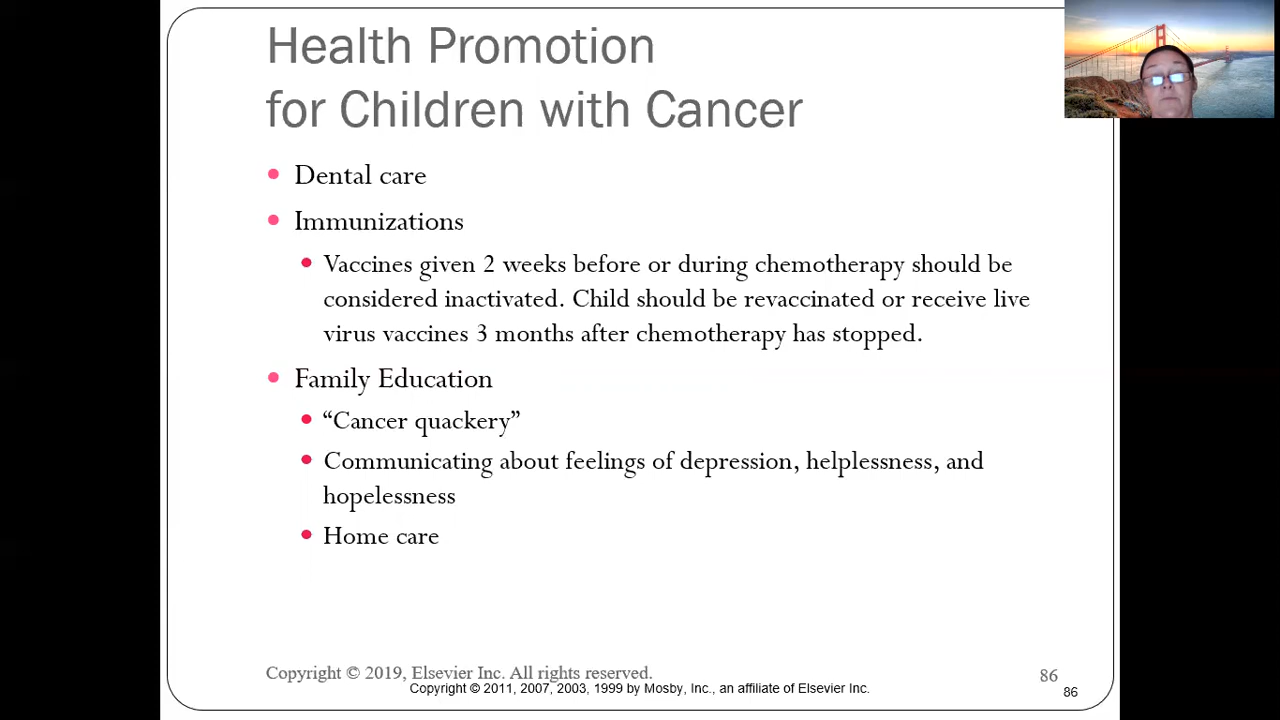 Health Promotion
for Children with Cancer
• Dental care
• Immunizations
• Vaccines given 2 weeks before or during chemotherapy should be
considered inactivated. Child should be revaccinated or receive live
virus vaccines 3 months after chemotherapy has stopped.
• Family Education
• “Cancer quackery”
• Communicating about feelings of depression, helplessness, and
hopelessness
• Home care
Copyright © 2019, Elsevier Inc. All rights reserved.
86
Copyright © 2011, 2007, 2003, 1999 by Mosby, Inc., an affiliate of Elsevier Inc.
86